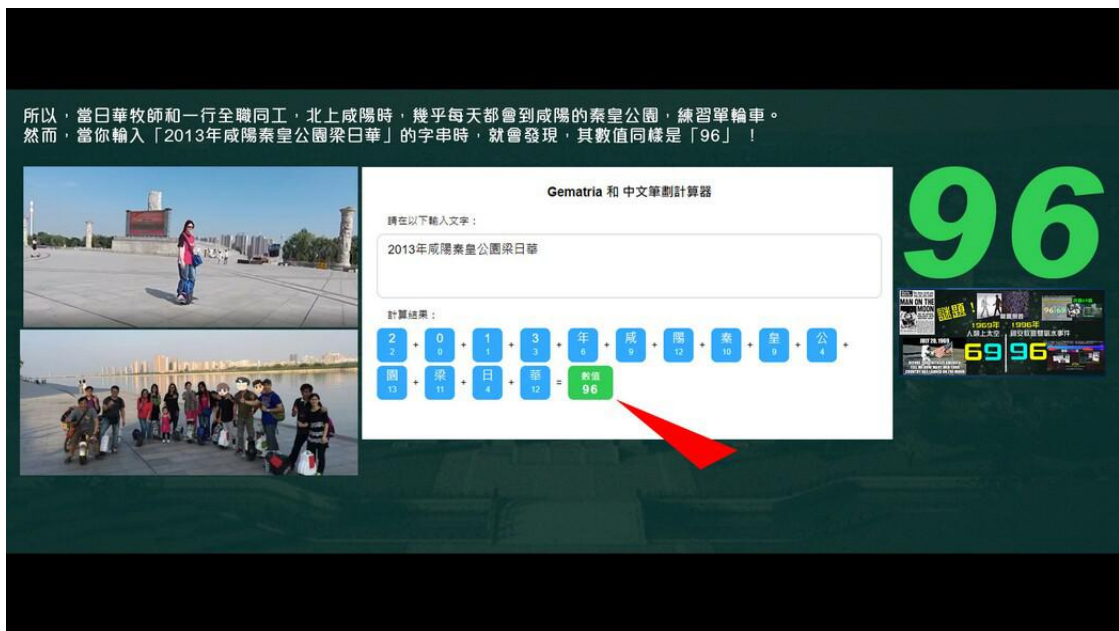 所以，當日華牧師和一行全職同工，北上咸陽時，幾乎每天都會到咸陽的秦皇公園，練習單輪車。
然而，當你輸入「2013年咸陽秦皇公園梁日華」的字串時，就會發現，其數值同樣是「96」！
Gematria 和 中文筆劃計算器
請在以下輸入文字：
2013年咸陽秦皇公園梁日華
計算結果：
2 + 0 + 1 + 3 + 年 + 咸 + 陽 + 秦 + 皇 + 公 +
2 0 1 3 6 9 12 10 9 4
園 + 梁 + 日 + 華 = 數值
13 11 4 12 96
96
MAN ON THE MOON
謎題！
1969年 1996年
人類上太空
JULY 20, 1969
69 96